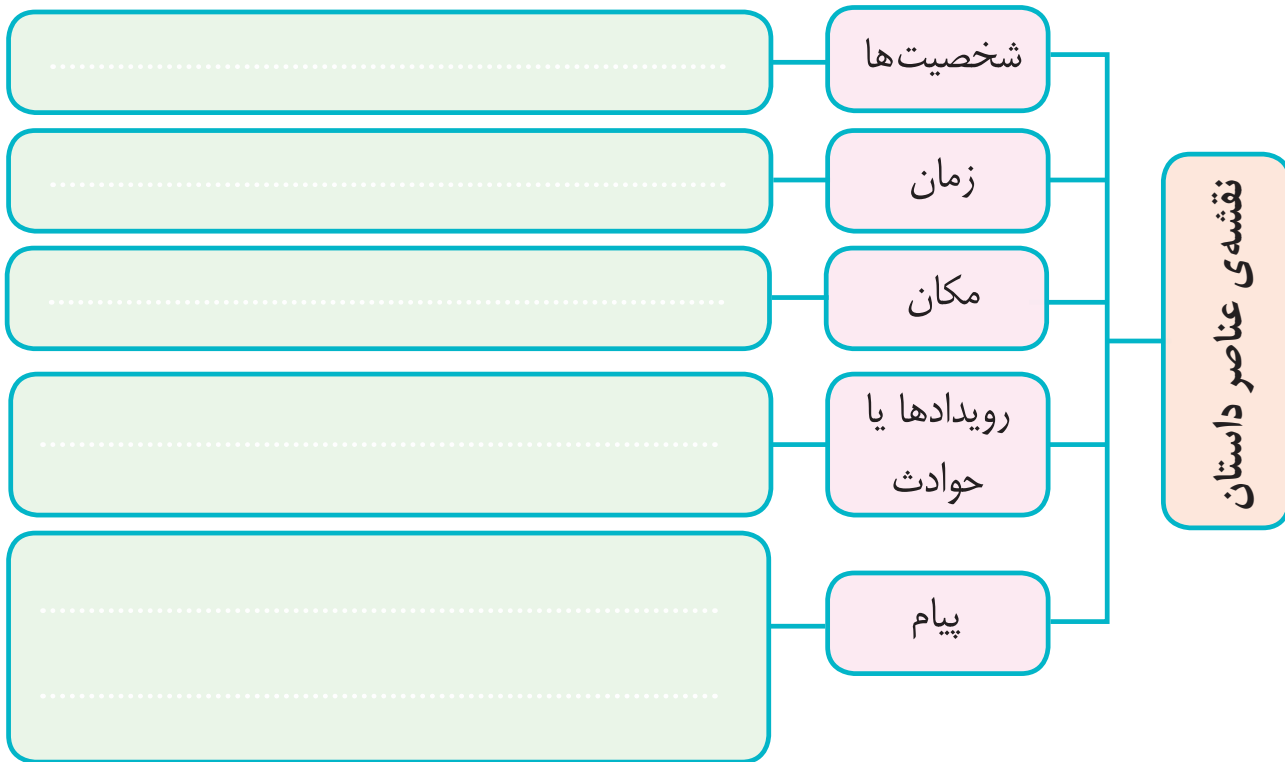 نقشه‌ی عناصر داستان
شخصیت‌ها
زمان
مکان
رویدادها یا
حوادث
پیام